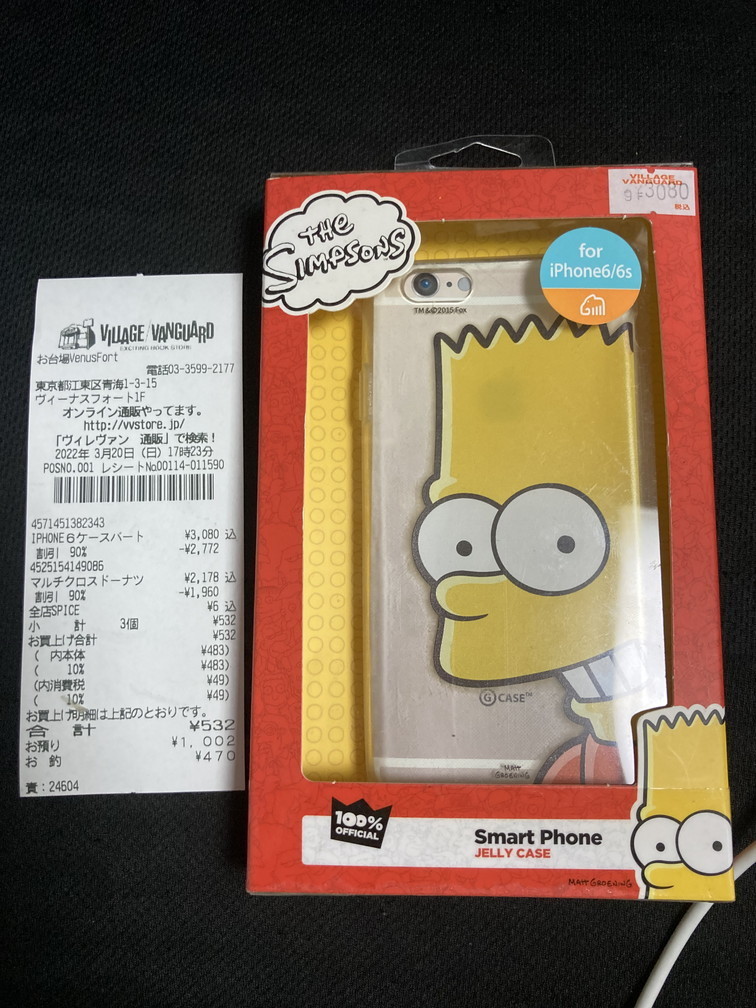 VILLAGE/VANGUARD
EXCITING BOOK STORE
お台場VenusFort
電話03-3599-2177
東京都江東区青海1-3-15
ヴィーナスフォート1F
オンライン通販やってます。
http://vvstore.jp/
「ヴィレヴァン 通販」で検索!
2022年 3月20日(日)17時23分
POSNO.001 レシートNo00114-011590
4571451382343
IPHONE6ケースバート ¥3,080 込
割引 90% -¥2,772
4525154149086
マルチクロスドーナツ ¥2,178 込
割引 90% -¥1,960
全店SPICE ¥6 込
小 計 3個 ¥532
お買上げ合計 ¥532
( 内本体 ¥483)
( 10% ¥483)
(内消費税 ¥49)
( 10% ¥49)
お買上げ明細は上記のとおりです。
合 計 ¥532
お預り ¥1,002
お 釣 ¥470
責:24604
THE
SIMPSONS
VILLAGE
VANGUARD
¥3080
税込
for
iPhone6/6s
Gill
TM&©2015 Fox
G CASE™
MATT
GROENING
100%
OFFICIAL
Smart Phone
JELLY CASE
MATT GROENING